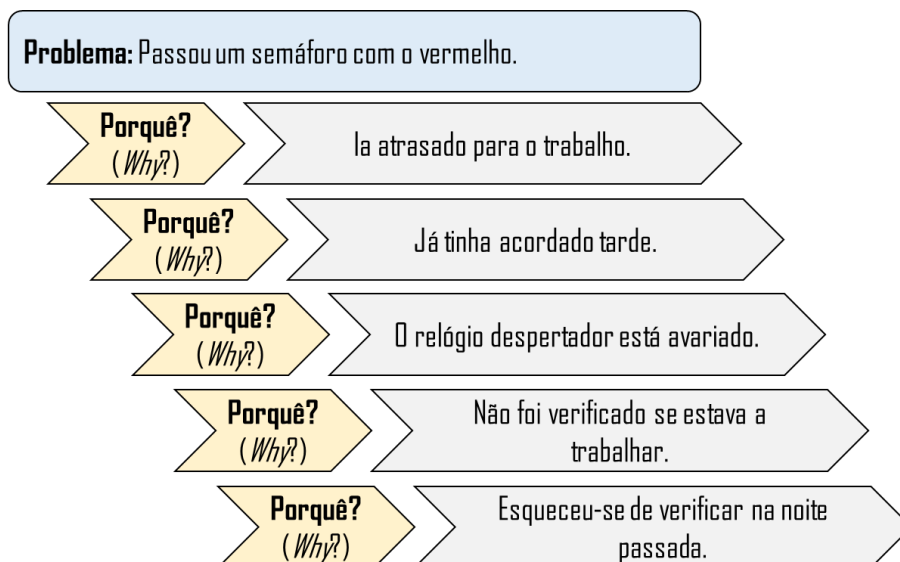 Problema: Passou um semáforo com o vermelho.
Porquê?
(Why?)
Ia atrasado para o trabalho.
Porquê?
(Why?)
Já tinha acordado tarde.
Porquê?
(Why?)
O relógio despertador está avariado.
Porquê?
(Why?)
Não foi verificado se estava a
trabalhar.
Porquê?
(Why?)
Esqueceu-se de verificar na noite
passada.